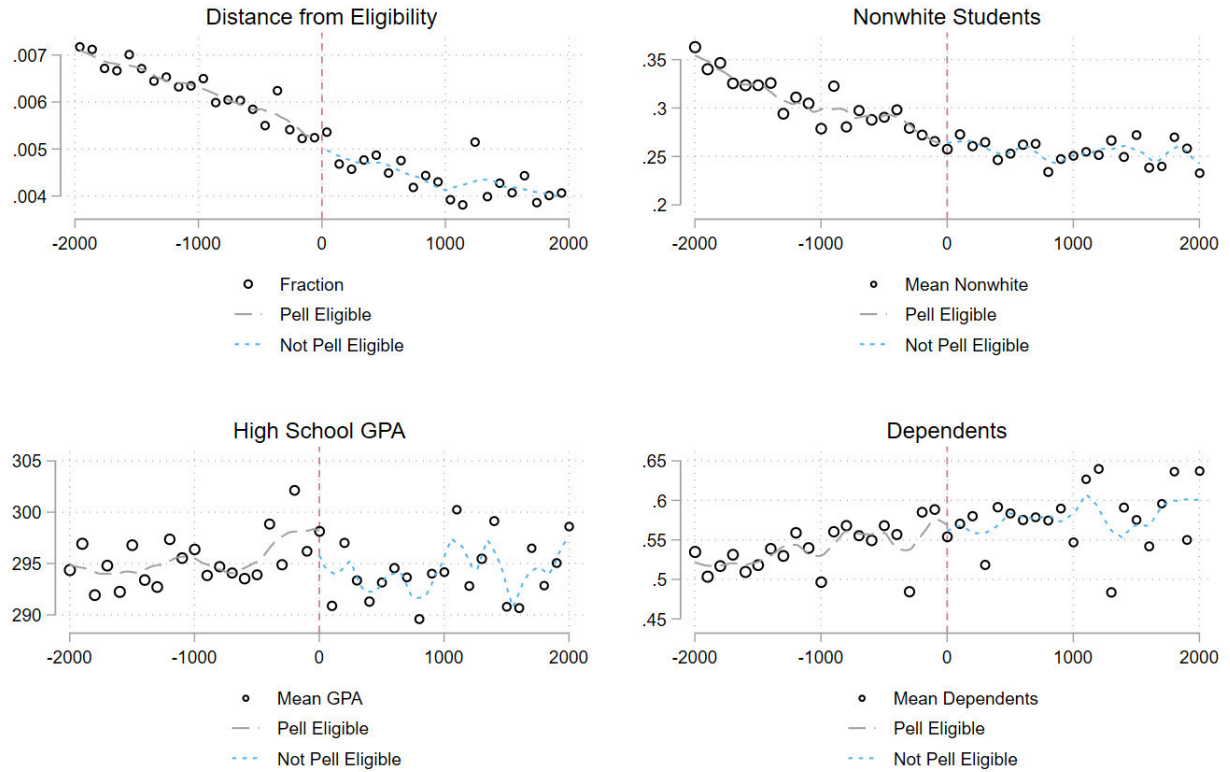 Distance from Eligibility
.007
.006
.005
.004
-2000 -1000 0 1000 2000
Fraction
Pell Eligible
Not Pell Eligible
Nonwhite Students
.35
.3
.25
.2
-2000 -1000 0 1000 2000
Mean Nonwhite
Pell Eligible
Not Pell Eligible
High School GPA
305
300
295
290
-2000 -1000 0 1000 2000
Mean GPA
Pell Eligible
Not Pell Eligible
Dependents
.65
.6
.55
.5
.45
-2000 -1000 0 1000 2000
Mean Dependents
Pell Eligible
Not Pell Eligible